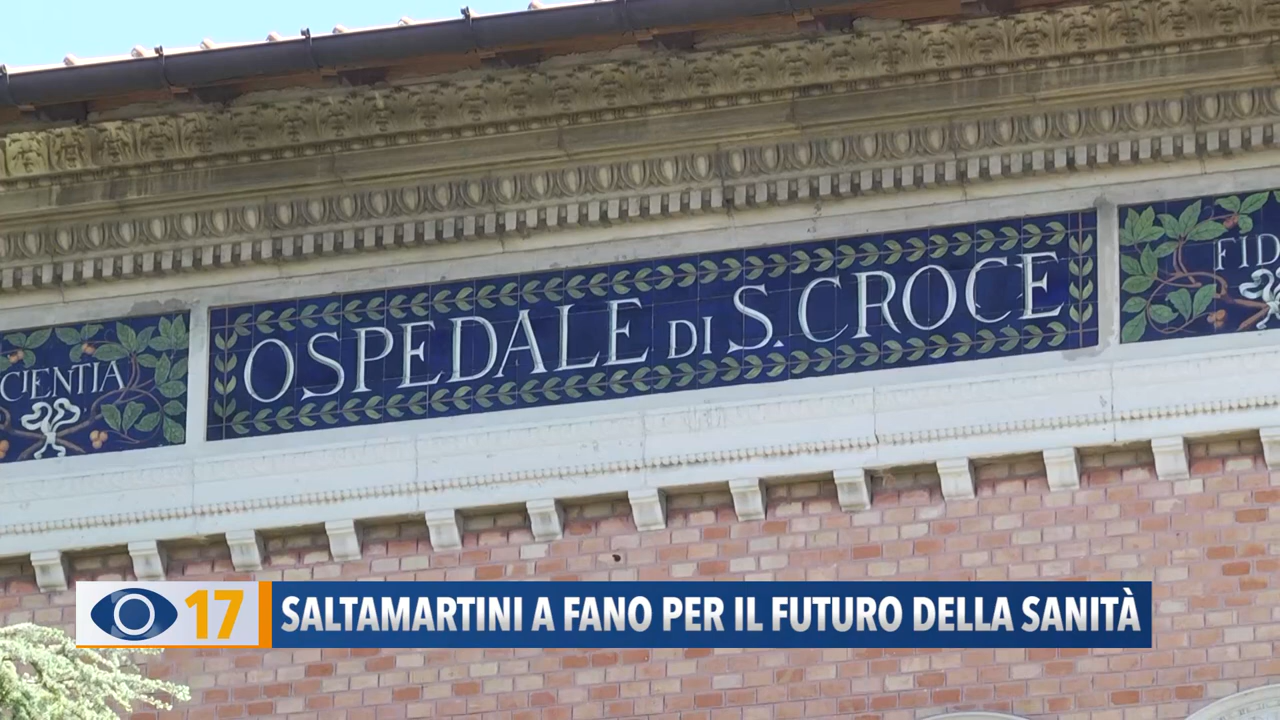 CIENTIA
OSPEDALE DI S. CROCE
FID
17
SALTAMARTINI A FANO PER IL FUTURO DELLA SANITÀ